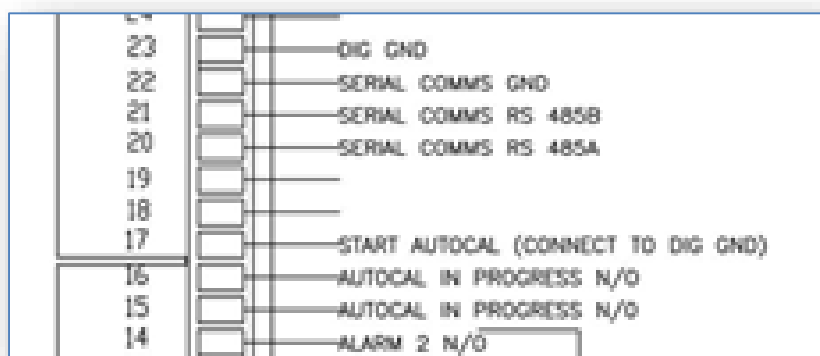 24
23 DIG GND
22 SERIAL COMMS GND
21 SERIAL COMMS RS 485B
20 SERIAL COMMS RS 485A
19
18
17 START AUTOCAL (CONNECT TO DIG GND)
16 AUTOCAL IN PROGRESS N/O
15 AUTOCAL IN PROGRESS N/O
14 ALARM 2 N/O